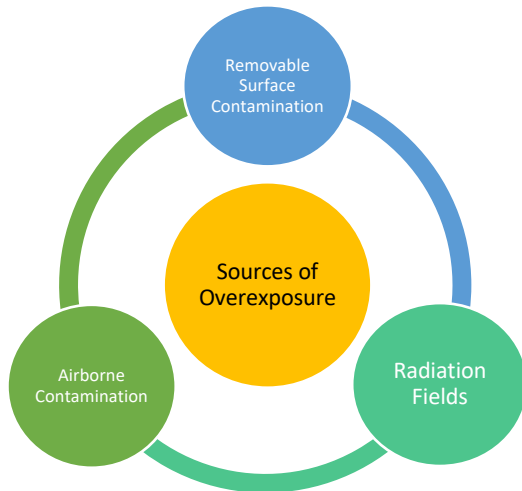 Removable
Surface
Contamination
Sources of
Overexposure
Airborne
Contamination
Radiation
Fields